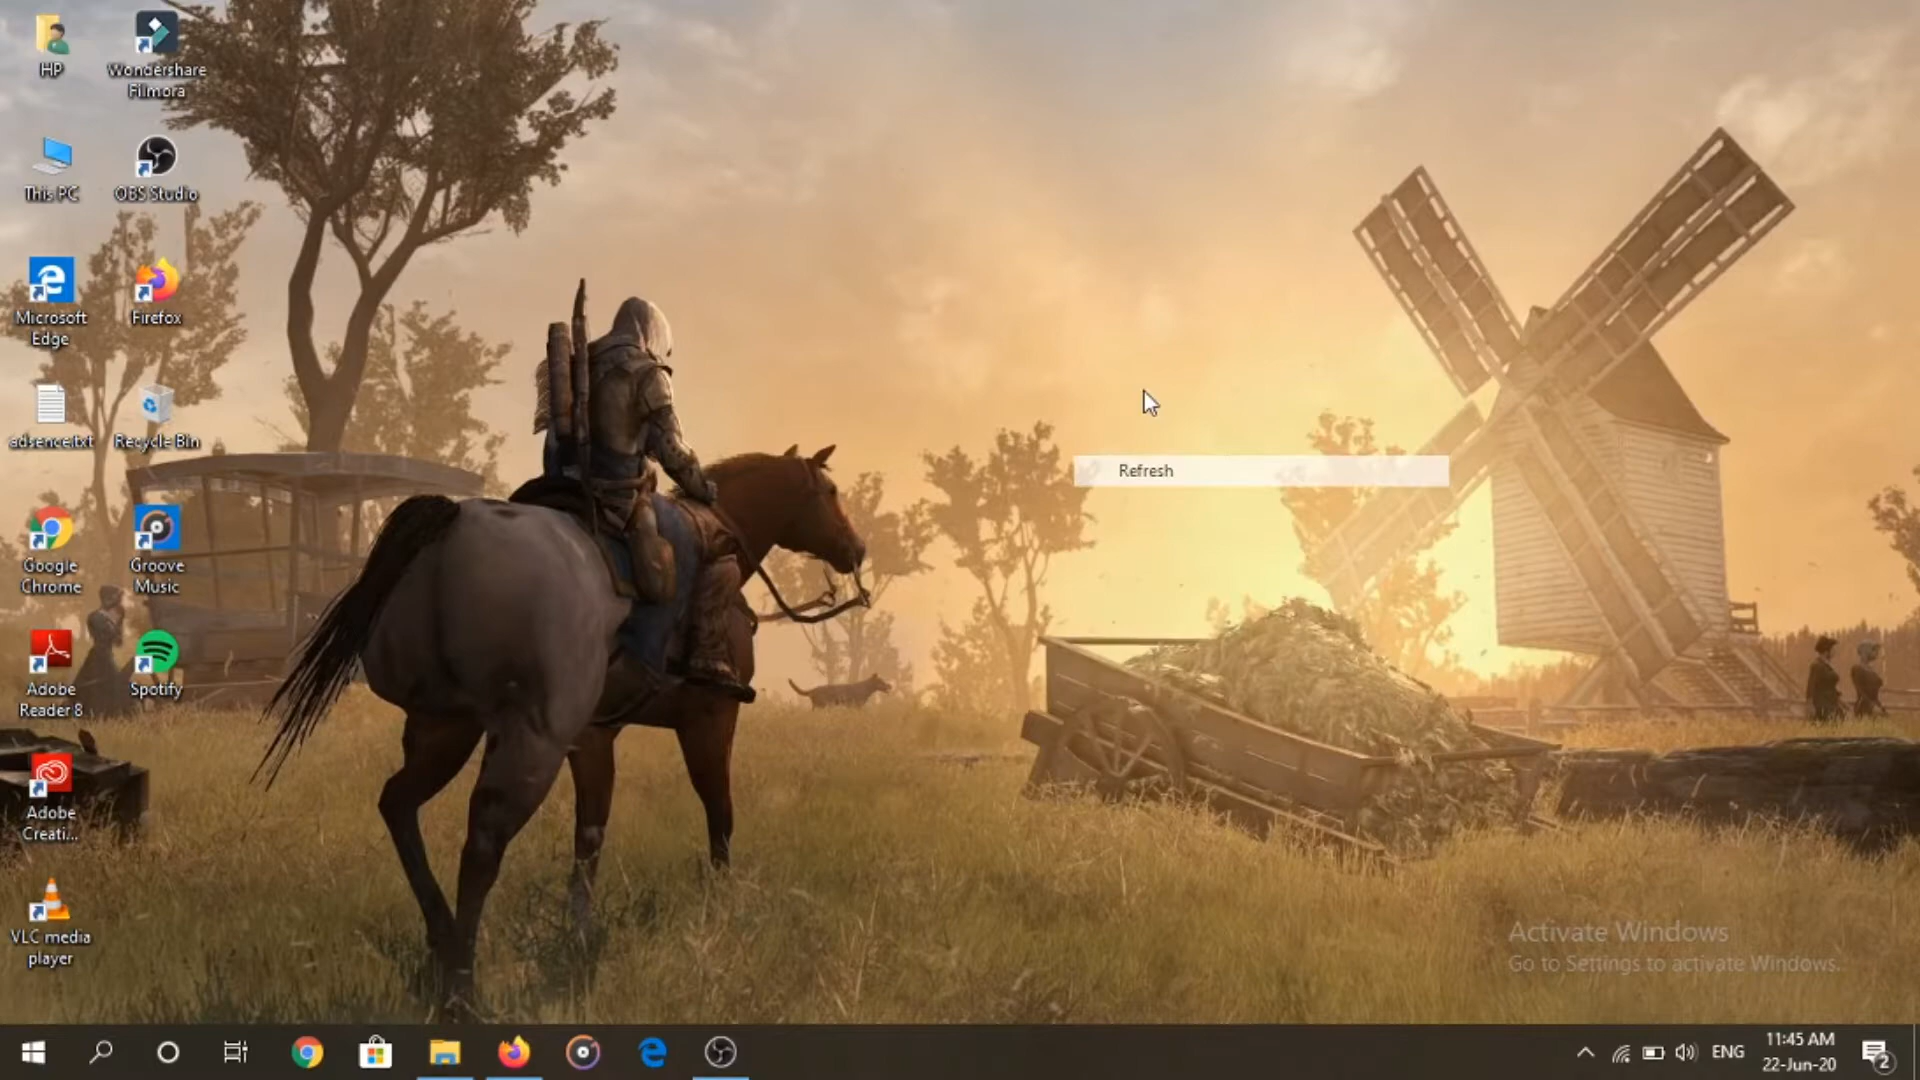 HP
Wondershare
Filmora
This PC
OBS Studio
Microsoft
Edge
Firefox
adsence.txt
Recycle Bin
Google
Chrome
Groove
Music
Adobe
Reader 8
Spotify
Adobe
Creati...
VLC media
player
Refresh
Activate Windows
Go to Settings to activate Windows.
ENG
11:45 AM
22-Jun-20
2